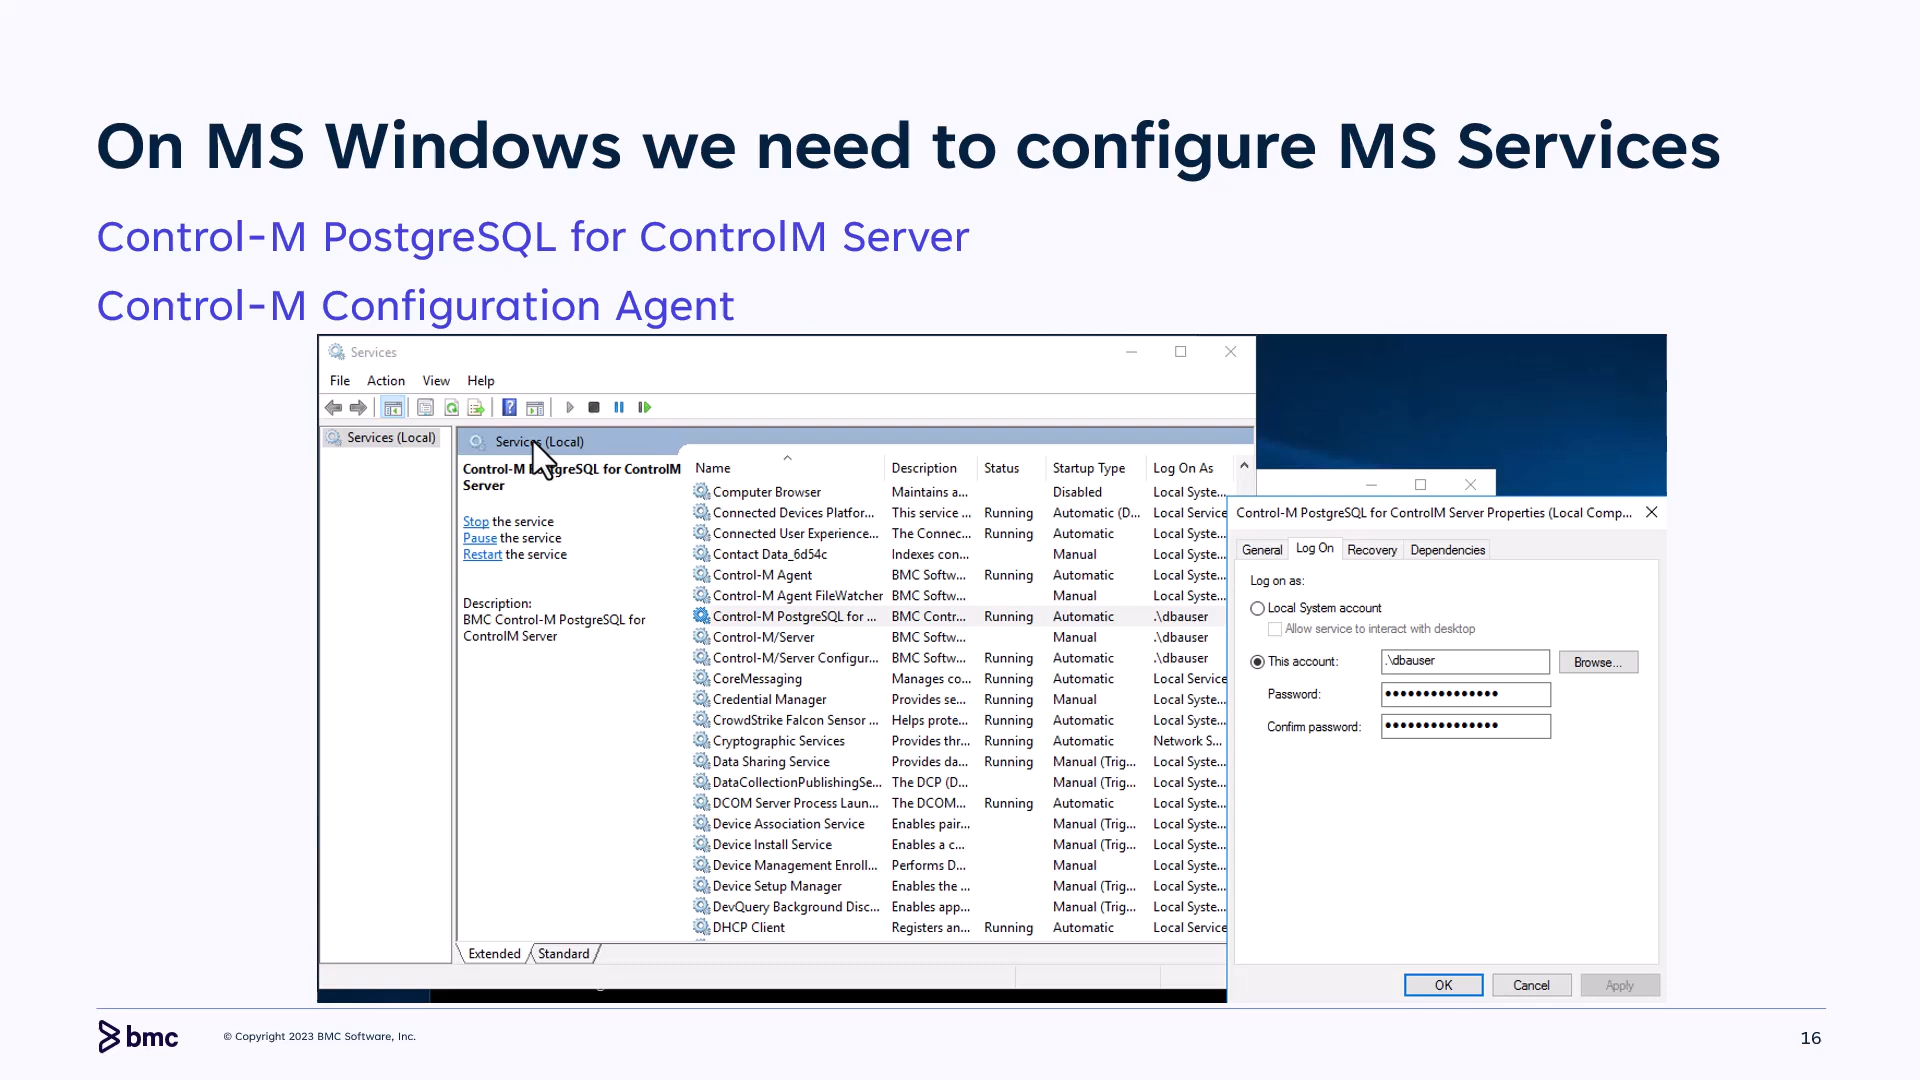 On MS Windows we need to configure MS Services
Control-M PostgreSQL for ControlM Server
Control-M Configuration Agent
Services
File Action View Help
Services (Local)
Services (Local)
Control-M PostgreSQL for ControlM
Server
Stop the service
Pause the service
Restart the service
Description:
BMC Control-M PostgreSQL for
ControlM Server
Name Description Status Startup Type Log On As
Computer Browser Maintains a... Disabled Local Syste...
Connected Devices Platfor... This service ... Running Automatic (D... Local Service
Connected User Experience... The Connec... Running Automatic Local Syste...
Contact Data_6d54c Indexes con... Manual Local Syste...
Control-M Agent BMC Softw... Running Automatic Local Syste...
Control-M Agent FileWatcher BMC Softw... Manual Local Syste...
Control-M PostgreSQL for ... BMC Contr... Running Automatic .\dbauser
Control-M/Server BMC Softw... Manual .\dbauser
Control-M/Server Configur... BMC Softw... Running Automatic .\dbauser
CoreMessaging Manages co... Running Automatic Local Service
Credential Manager Provides se... Running Manual Local Syste...
CrowdStrike Falcon Sensor ... Helps prote... Running Automatic Local Syste...
Cryptographic Services Provides thr... Running Automatic Network S...
Data Sharing Service Provides da... Running Manual (Trig... Local Syste...
DataCollectionPublishingSe... The DCP (D... Manual (Trig... Local Syste...
DCOM Server Process Laun... The DCOM... Running Automatic Local Syste...
Device Association Service Enables pair... Manual (Trig... Local Syste...
Device Install Service Enables a c... Manual (Trig... Local Syste...
Device Management Enroll... Performs D... Manual Local Syste...
Device Setup Manager Enables the ... Manual (Trig... Local Syste...
DevQuery Background Disc... Enables app... Manual (Trig... Local Syste...
DHCP Client Registers an... Running Automatic Local Service
Extended Standard
Control-M PostgreSQL for ControlM Server Properties (Local Comp...
General Log On Recovery Dependencies
Log on as:
Local System account
Allow service to interact with desktop
This account: .\dbauser Browse...
Password: •••••••••••••••
Confirm password: •••••••••••••••
OK Cancel Apply
bmc © Copyright 2023 BMC Software, Inc. 16